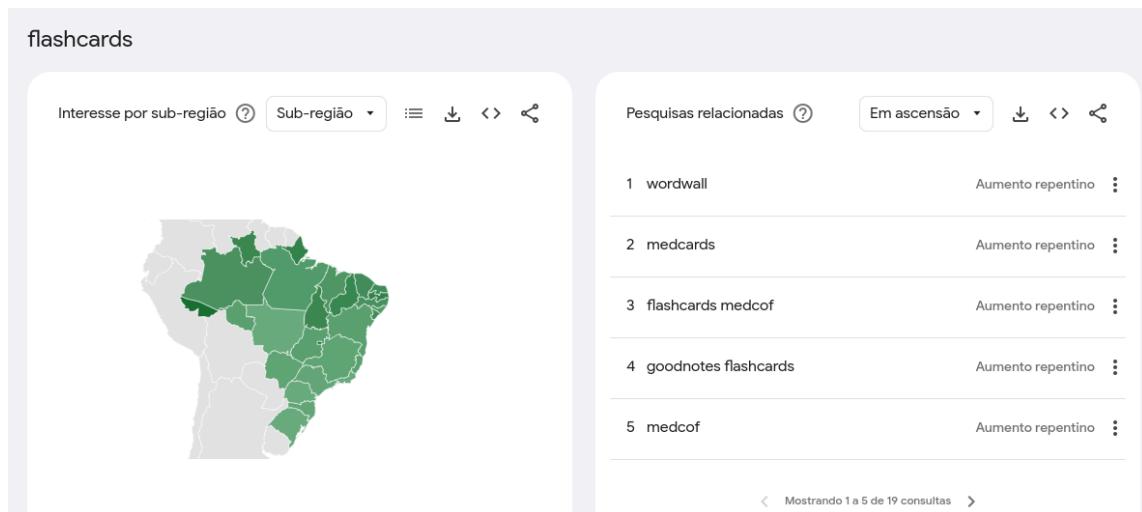 flashcards
Interesse por sub-região
Sub-região
Pesquisas relacionadas
Em ascensão
1 wordwall Aumento repentino
2 medcards Aumento repentino
3 flashcards medcof Aumento repentino
4 goodnotes flashcards Aumento repentino
5 medcof Aumento repentino
Mostrando 1 a 5 de 19 consultas